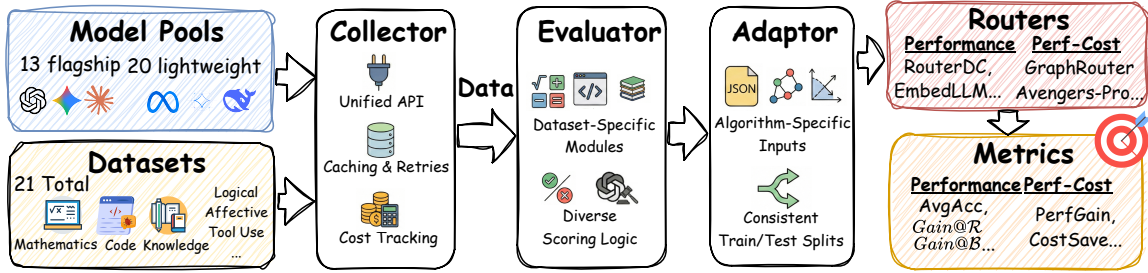 Model Pools
13 flagship 20 lightweight
Datasets
21 Total
Mathematics
Code
Knowledge
Logical
Affective
Tool Use
...
Collector
Unified API
Caching & Retries
Cost Tracking
Data
Evaluator
Dataset-Specific
Modules
Diverse
Scoring Logic
Adaptor
JSON
Algorithm-Specific
Inputs
Consistent
Train/Test Splits
Routers
Performance
RouterDC,
EmbedLLM...
Perf-Cost
GraphRouter
Avengers-Pro...
Metrics
Performance
AvgAcc,
Gain@R
Gain@B...
Perf-Cost
PerfGain,
CostSave...